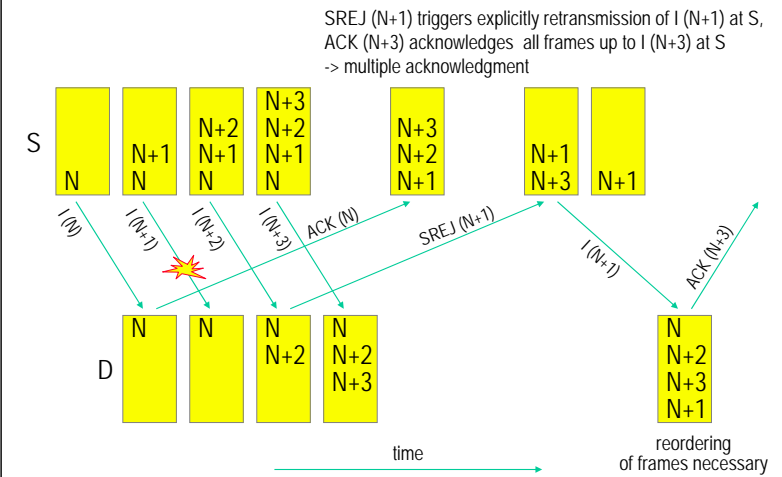 SREJ (N+1) triggers explicitly retransmission of I (N+1) at S,
ACK (N+3) acknowledges all frames up to I (N+3) at S
-> multiple acknowledgment
S
N
N+1
N
N+2
N+1
N
N+3
N+2
N+1
N
N+3
N+2
N+1
N+1
N+3
N+1
I (N)
I (N+1)
I (N+2)
I (N+3)
ACK (N)
SREJ (N+1)
I (N+1)
ACK (N+3)
D
N
N
N
N+2
N
N+2
N+3
N
N+2
N+3
N+1
reordering
of frames necessary
time